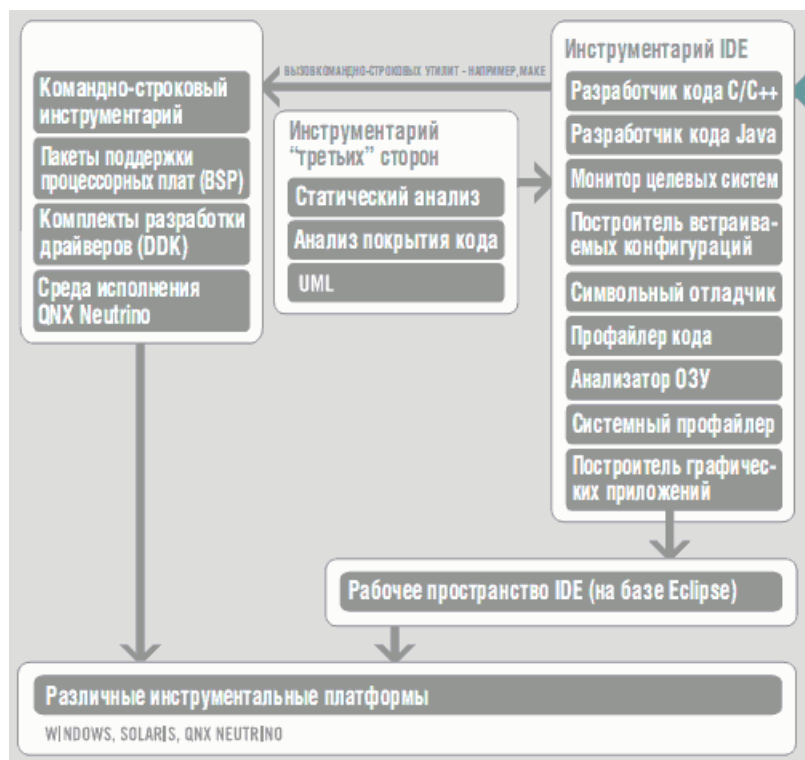 Командно-строковый
инструментарий
Пакеты поддержки
процессорных плат (BSP)
Комплекты разработки
драйверов (DDK)
Среда исполнения
QNX Neutrino
ВЫЗОВ КОМАНДНО-СТРОКОВЫХ УТИЛИТ - НАПРИМЕР, MAKE
Инструментарий
“третьих” сторон
Статический анализ
Анализ покрытия кода
UML
Инструментарий IDE
Разработчик кода C/C++
Разработчик кода Java
Монитор целевых систем
Построитель встраива-
емых конфигураций
Символьный отладчик
Профайлер кода
Анализатор ОЗУ
Системный профайлер
Построитель графичес-
ких приложений
Рабочее пространство IDE (на базе Eclipse)
Различные инструментальные платформы
WINDOWS, SOLARIS, QNX NEUTRINO